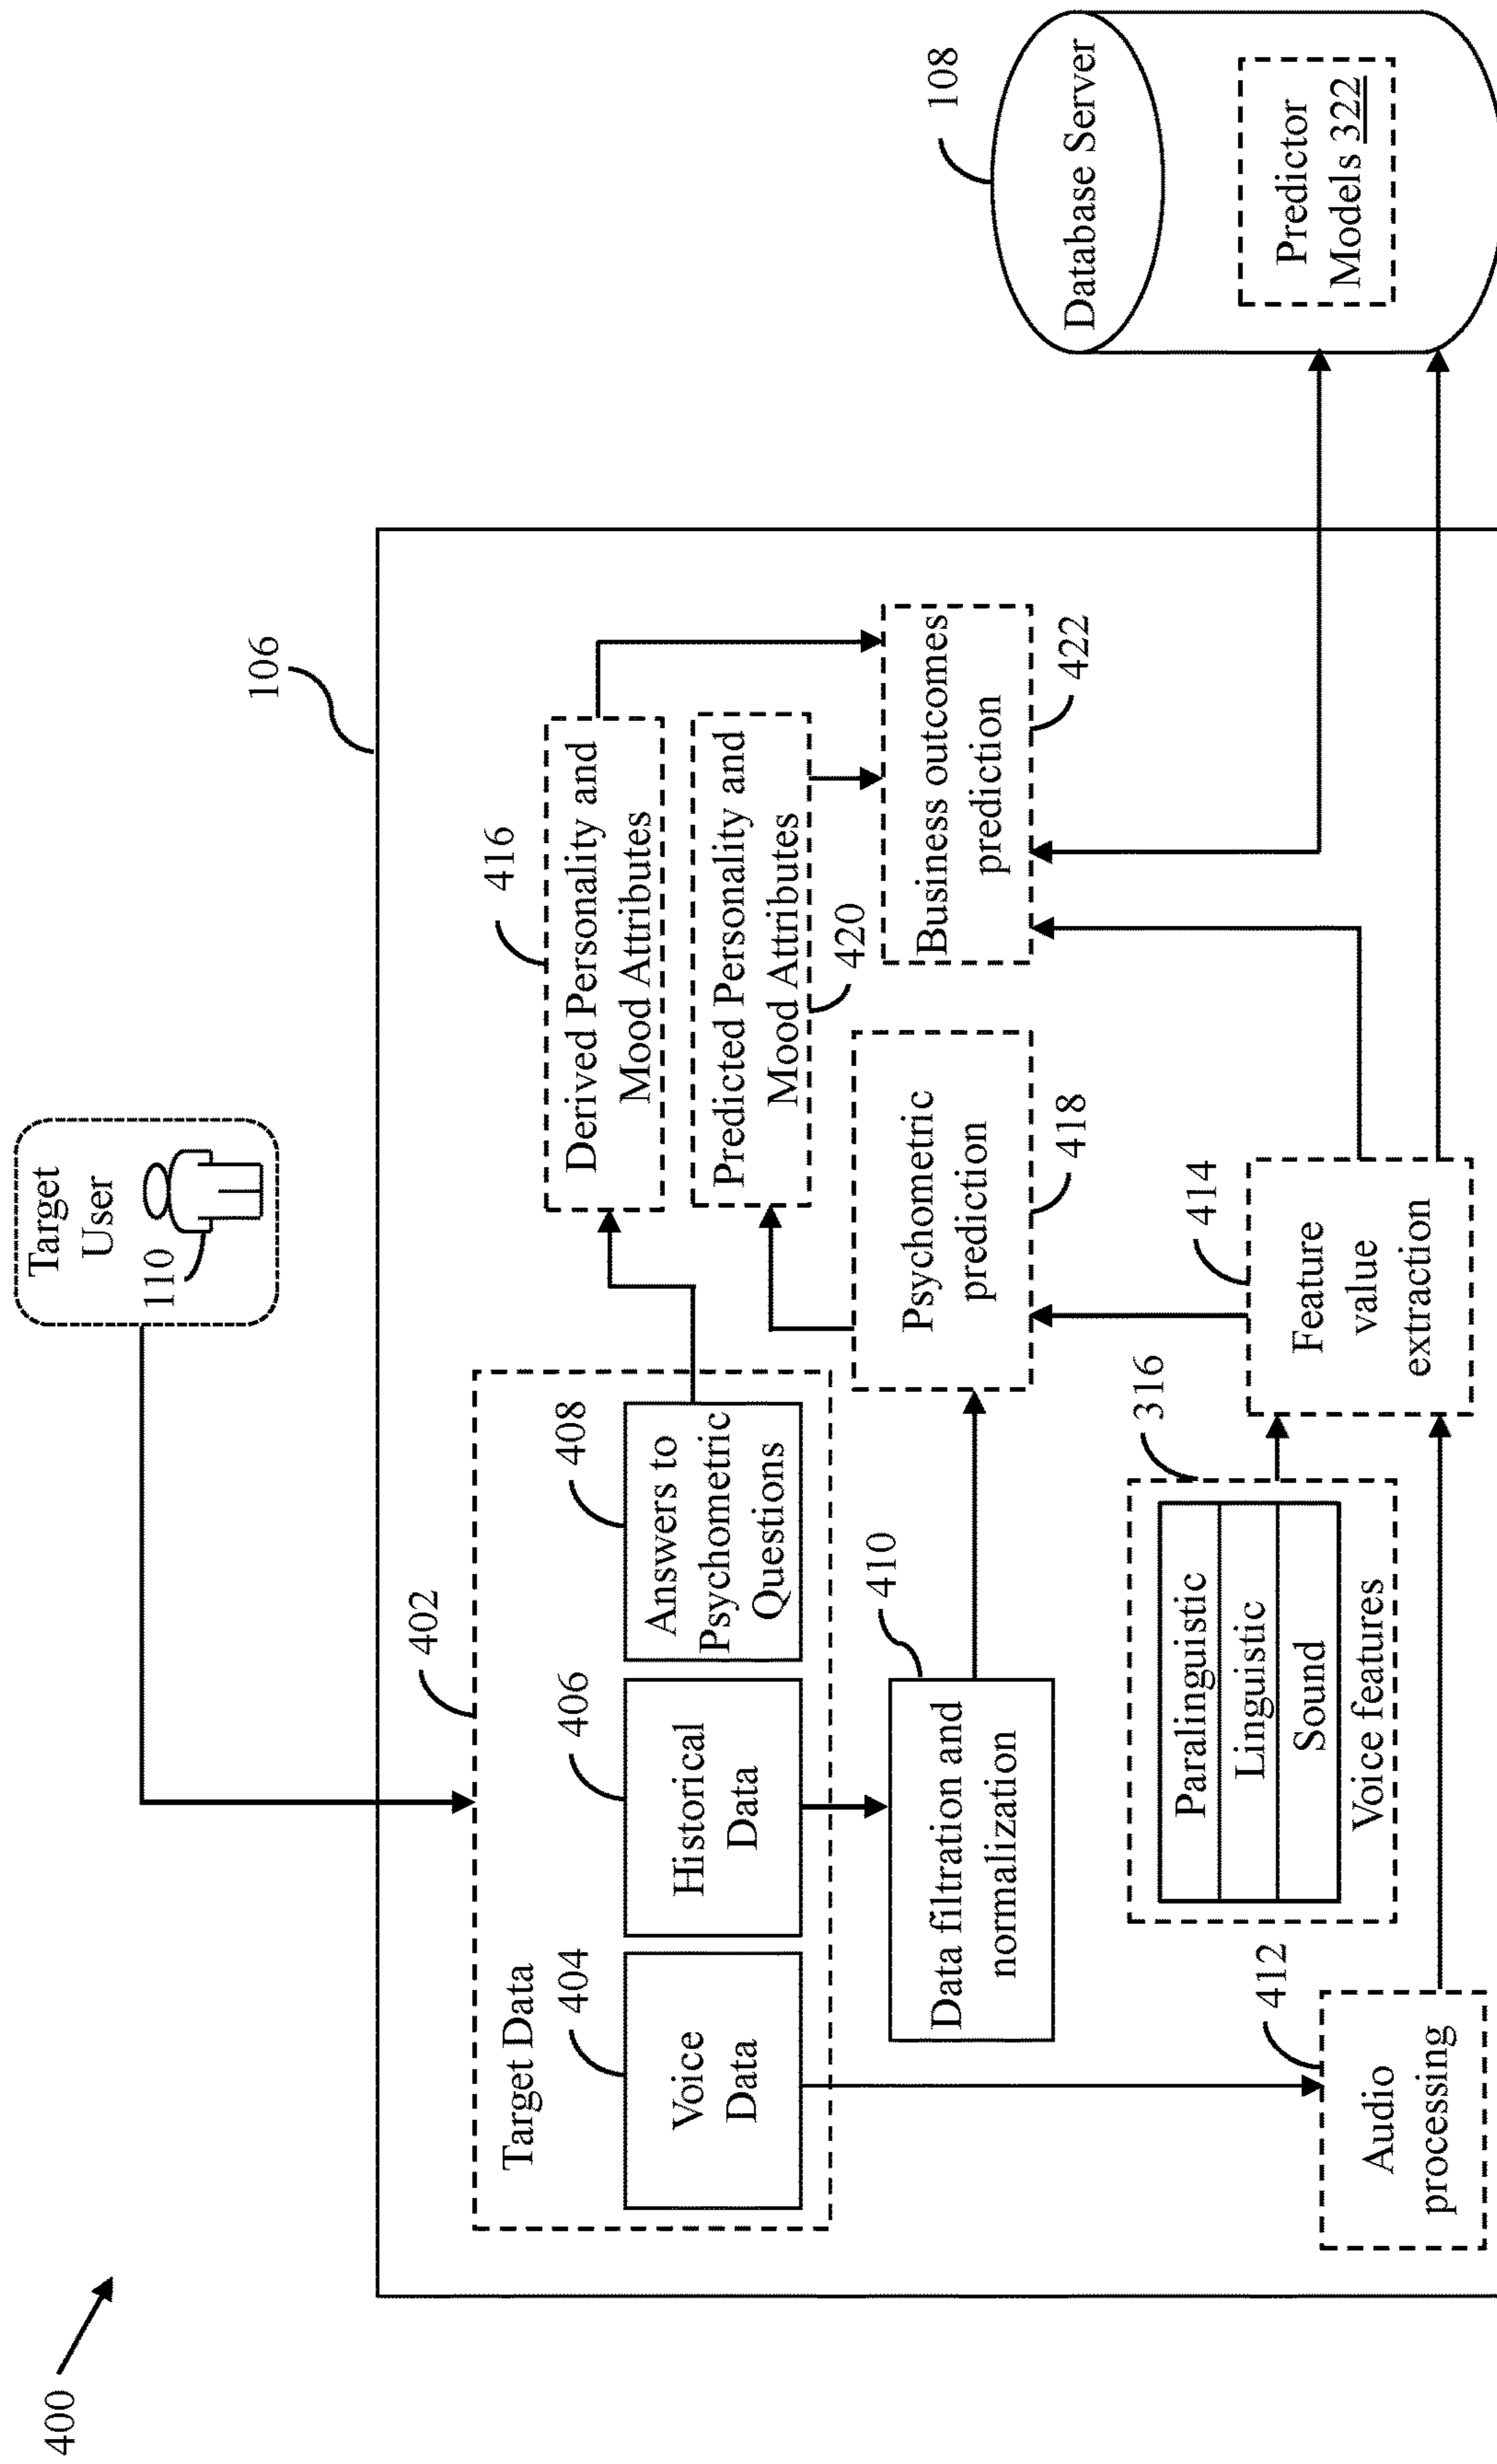 400
Target
User
110
106
402
Target Data
404
Voice
Data
406
Historical
Data
408
Answers to
Psychometric
Questions
416
Derived Personality and
Mood Attributes
Predicted Personality and
Mood Attributes
420
410
Data filtration and
normalization
Psychometric
prediction
418
Business outcomes
prediction
422
412
Audio
processing
316
Paralinguistic
Linguistic
Sound
Voice features
414
Feature
value
extraction
108
Database Server
Predictor
Models 322